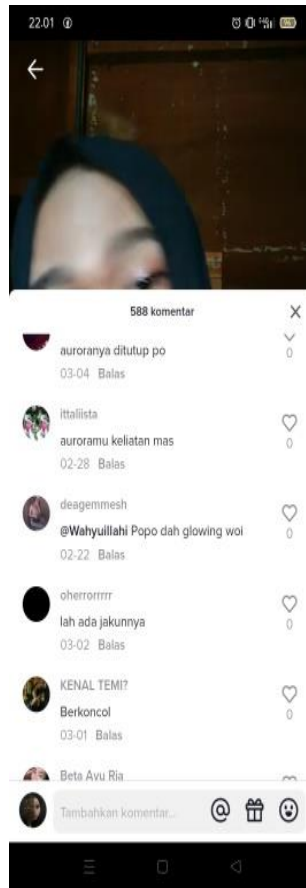 22.01
588 komentar
auroranya ditutup po
03-04 Balas
0
ittaliista
auroramu keliatan mas
02-28 Balas
0
deagemmesh
@Wahyuillahi Popo dah glowing woi
02-22 Balas
0
oherrorrrrr
lah ada jakunnya
03-02 Balas
0
KENAL TEMI?
Berkoncol
03-01 Balas
0
Beta Ayu Ria
Tambahkan komentar...